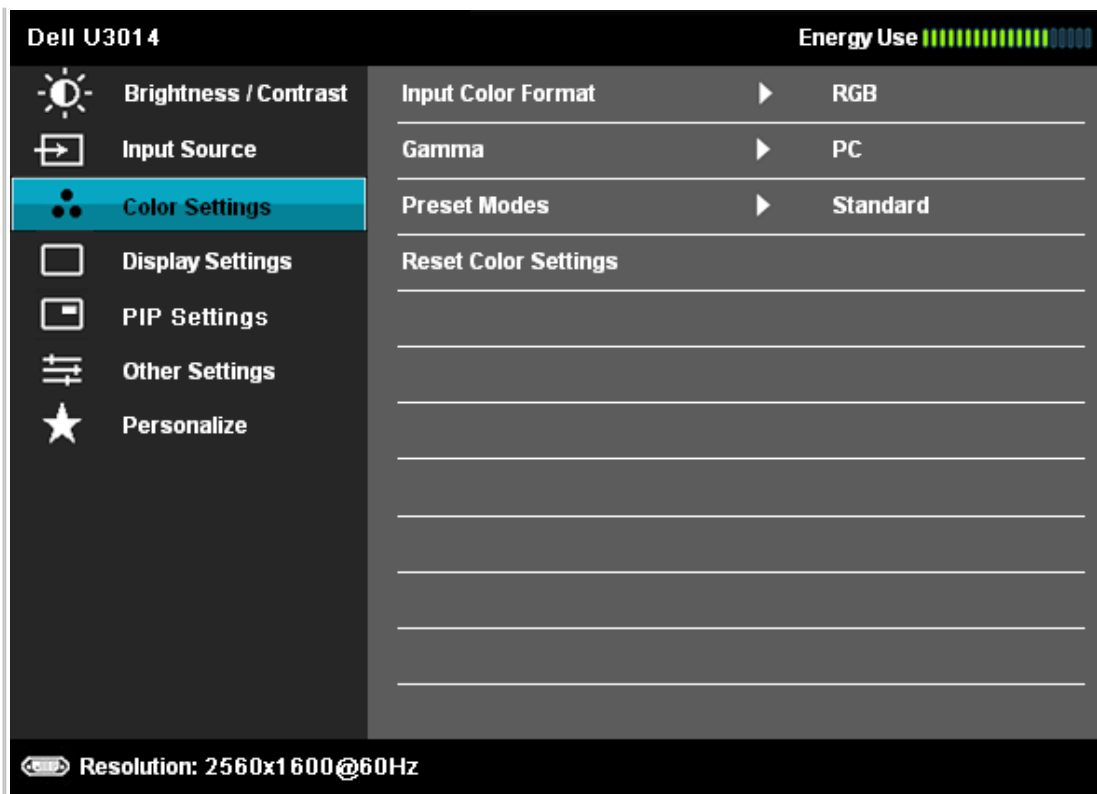 Dell U3014
Energy Use
Brightness / Contrast
Input Source
Color Settings
Display Settings
PIP Settings
Other Settings
Personalize
Input Color Format RGB
Gamma PC
Preset Modes Standard
Reset Color Settings
Resolution: 2560x1600@60Hz